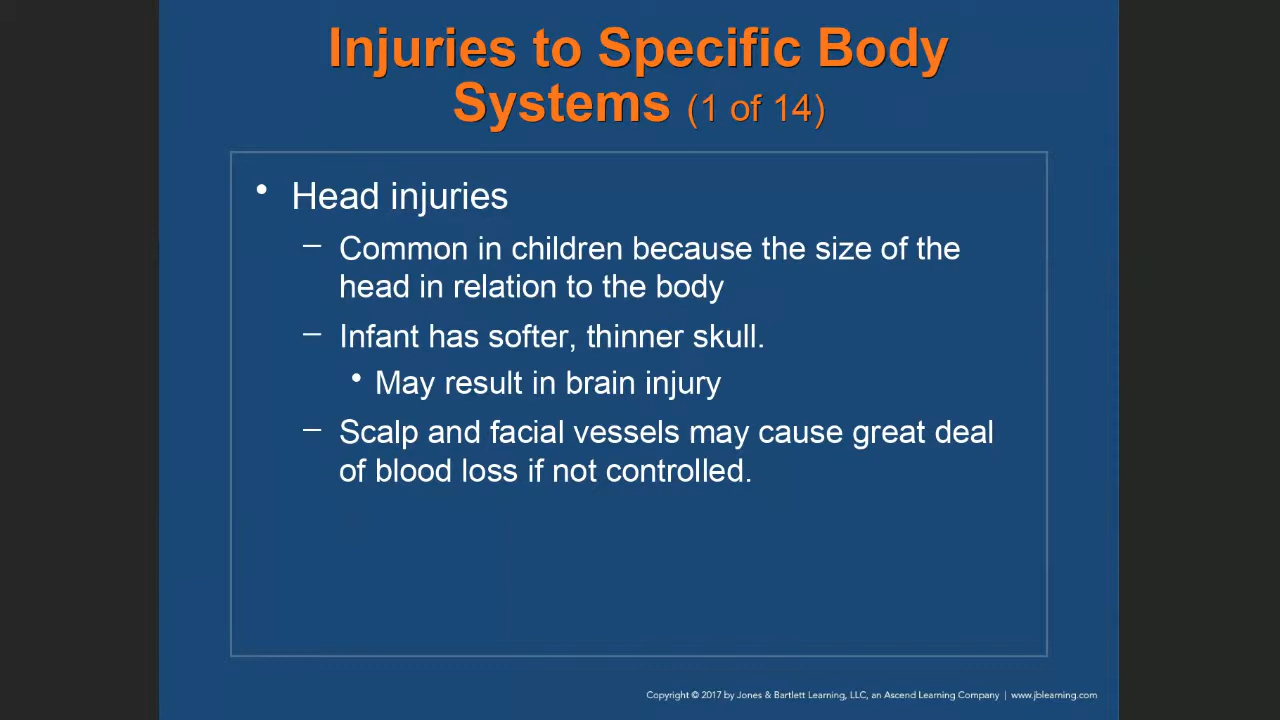 Injuries to Specific Body
Systems (1 of 14)
• Head injuries
– Common in children because the size of the
head in relation to the body
– Infant has softer, thinner skull.
• May result in brain injury
– Scalp and facial vessels may cause great deal
of blood loss if not controlled.
Copyright © 2017 by Jones & Bartlett Learning, LLC, an Ascend Learning Company | www.jblearning.com